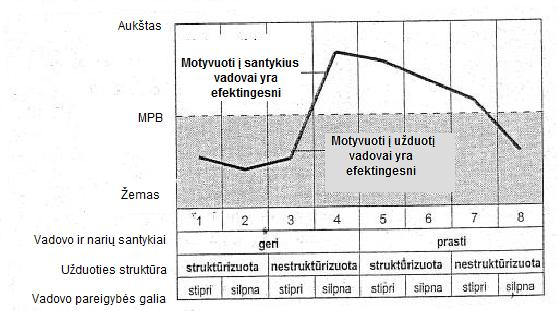 Aukštas
Motyvuoti į santykius
vadovai yra
efektingesni
MPB
Motyvuoti į užduotį
vadovai yra
efektingesni
Žemas
1 2 3 4 5 6 7 8
Vadovo ir narių santykiai geri prasti
Užduoties struktūra struktūrizuota nestruktūrizuota struktūrizuota nestruktūrizuota
Vadovo pareigybės galia stipri silpna stipri silpna stipri silpna stipri silpna